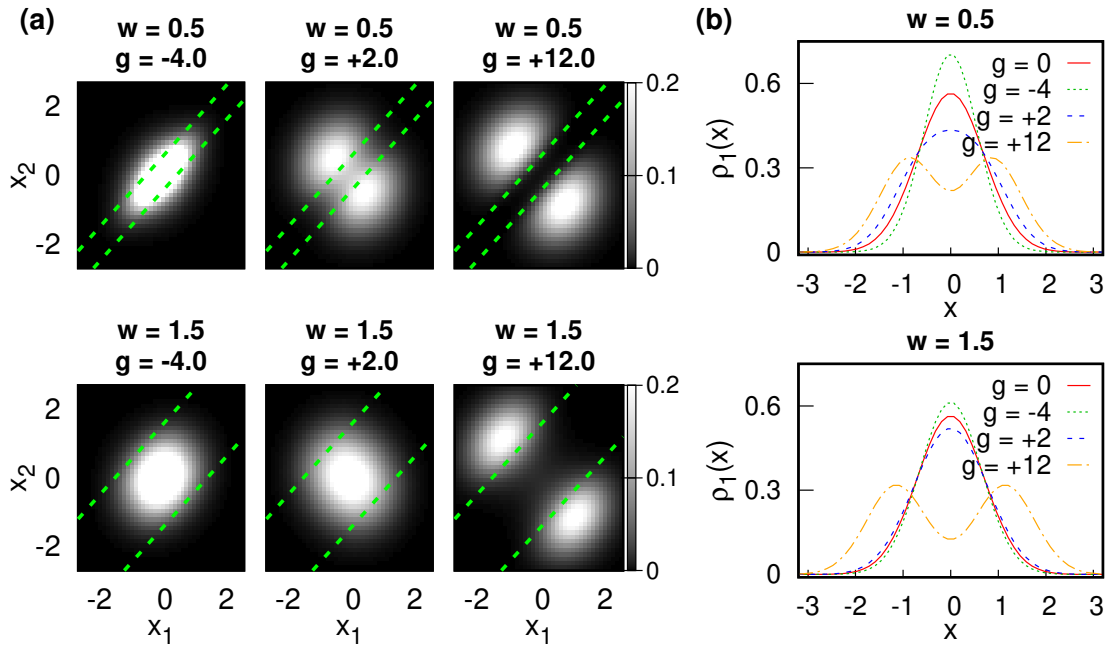 (a)
w = 0.5
g = -4.0
w = 0.5
g = +2.0
w = 0.5
g = +12.0
x₂
2
0
-2
0.2
0.1
0
w = 1.5
g = -4.0
w = 1.5
g = +2.0
w = 1.5
g = +12.0
x₂
2
0
-2
0.2
0.1
0
-2 0 2
-2 0 2
-2 0 2
x₁
x₁
(b)
w = 0.5
ρ₁(x)
0.6
0.3
0
g = 0
g = -4
g = +2
g = +12
-3 -2 -1 0 1 2 3
x
w = 1.5
ρ₁(x)
0.6
0.3
0
g = 0
g = -4
g = +2
g = +12
-3 -2 -1 0 1 2 3
x